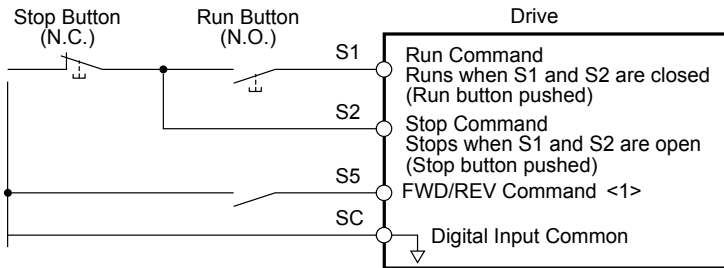 Stop Button
(N.C.)
Run Button
(N.O.)
Drive
S1
Run Command
Runs when S1 and S2 are closed
(Run button pushed)
S2
Stop Command
Stops when S1 and S2 are open
(Stop button pushed)
S5
FWD/REV Command <1>
SC
Digital Input Common